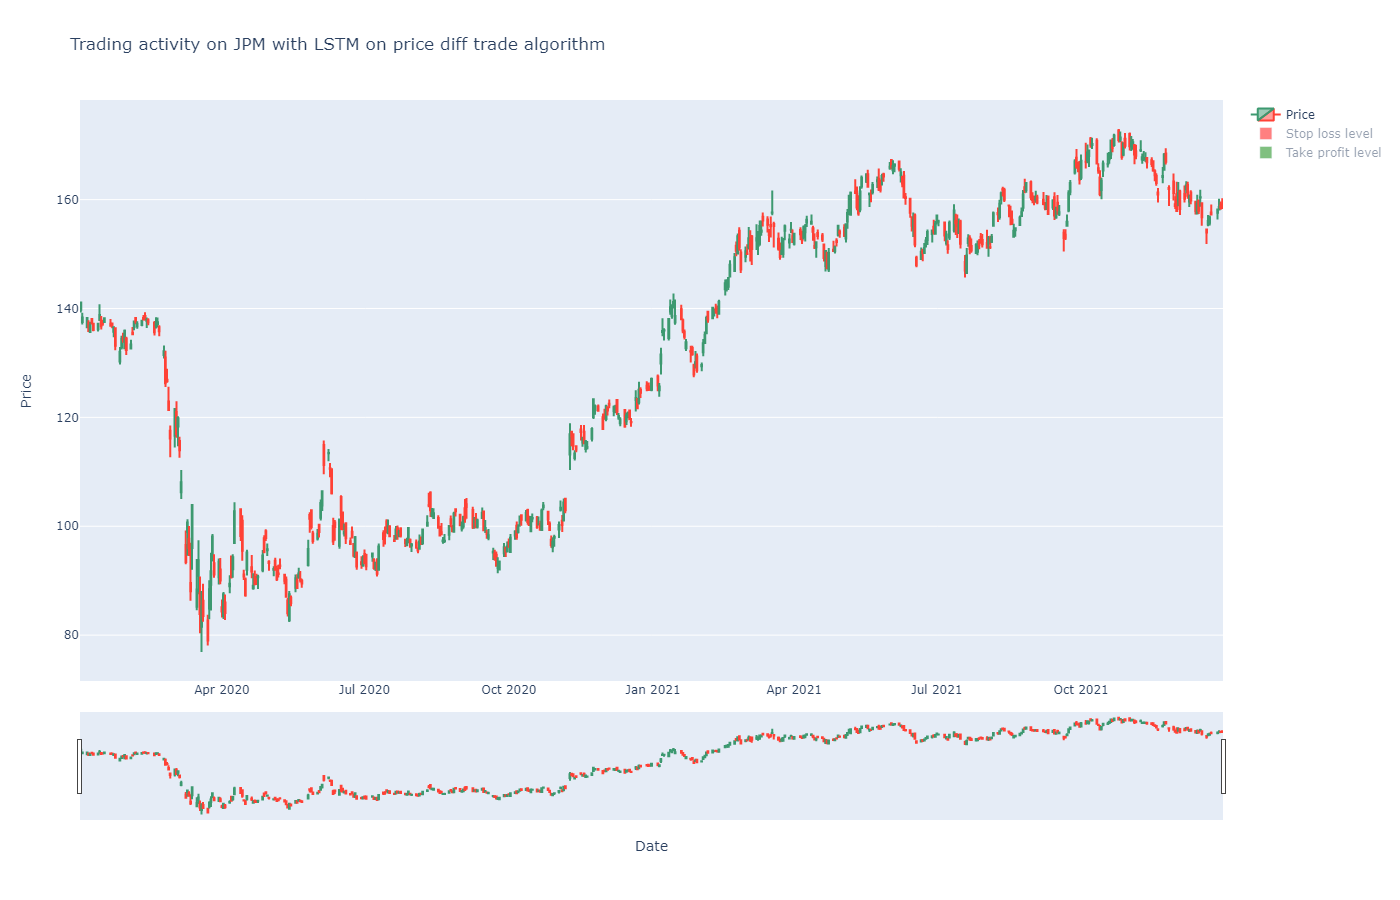 Trading activity on JPM with LSTM on price diff trade algorithm
Price
Stop loss level
Take profit level
Price
160
140
120
100
80
Apr 2020
Jul 2020
Oct 2020
Jan 2021
Apr 2021
Jul 2021
Oct 2021
Date